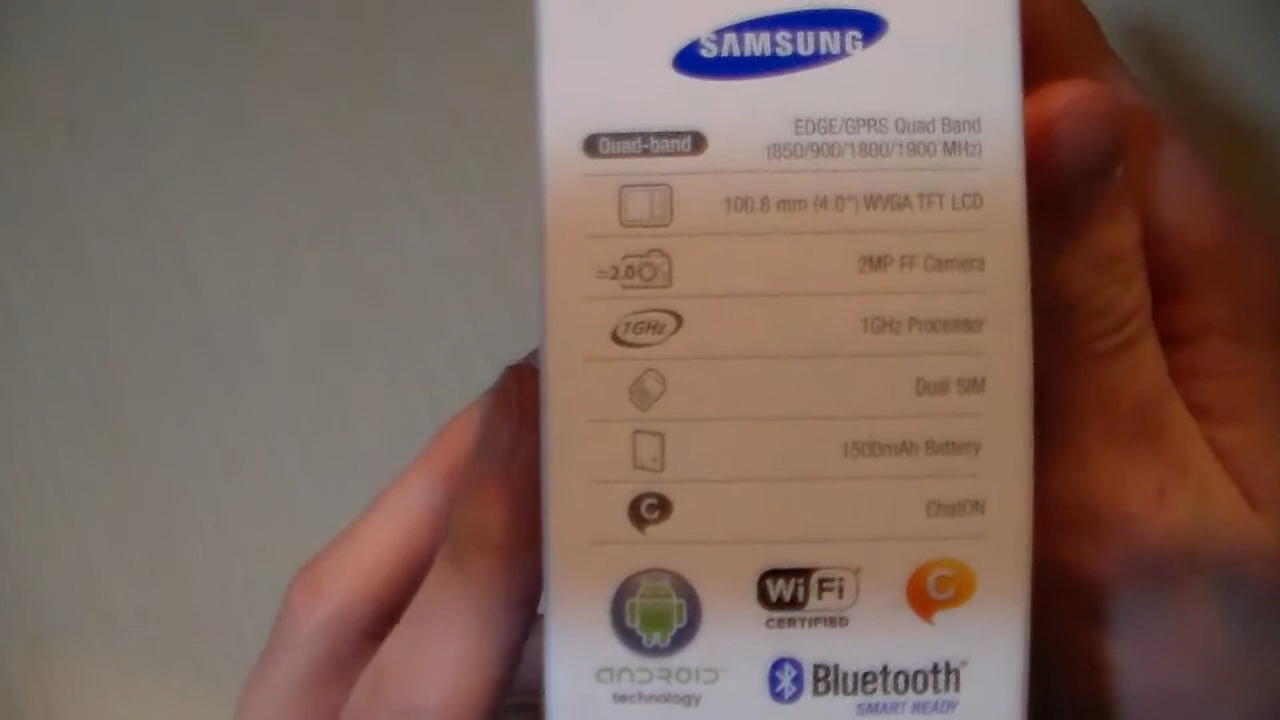 SAMSUNG
Quad-band
EDGE/GPRS Quad Band
(850/900/1800/1900 MHz)
100.8 mm (4.0") WVGA TFT LCD
=2.0
2MP FF Camera
1GHz
1GHz Processor
Dual SIM
1500mAh Battery
C
ChatON
WiFi
CERTIFIED
C
ANDROID
technology
Bluetooth®
SMART READY